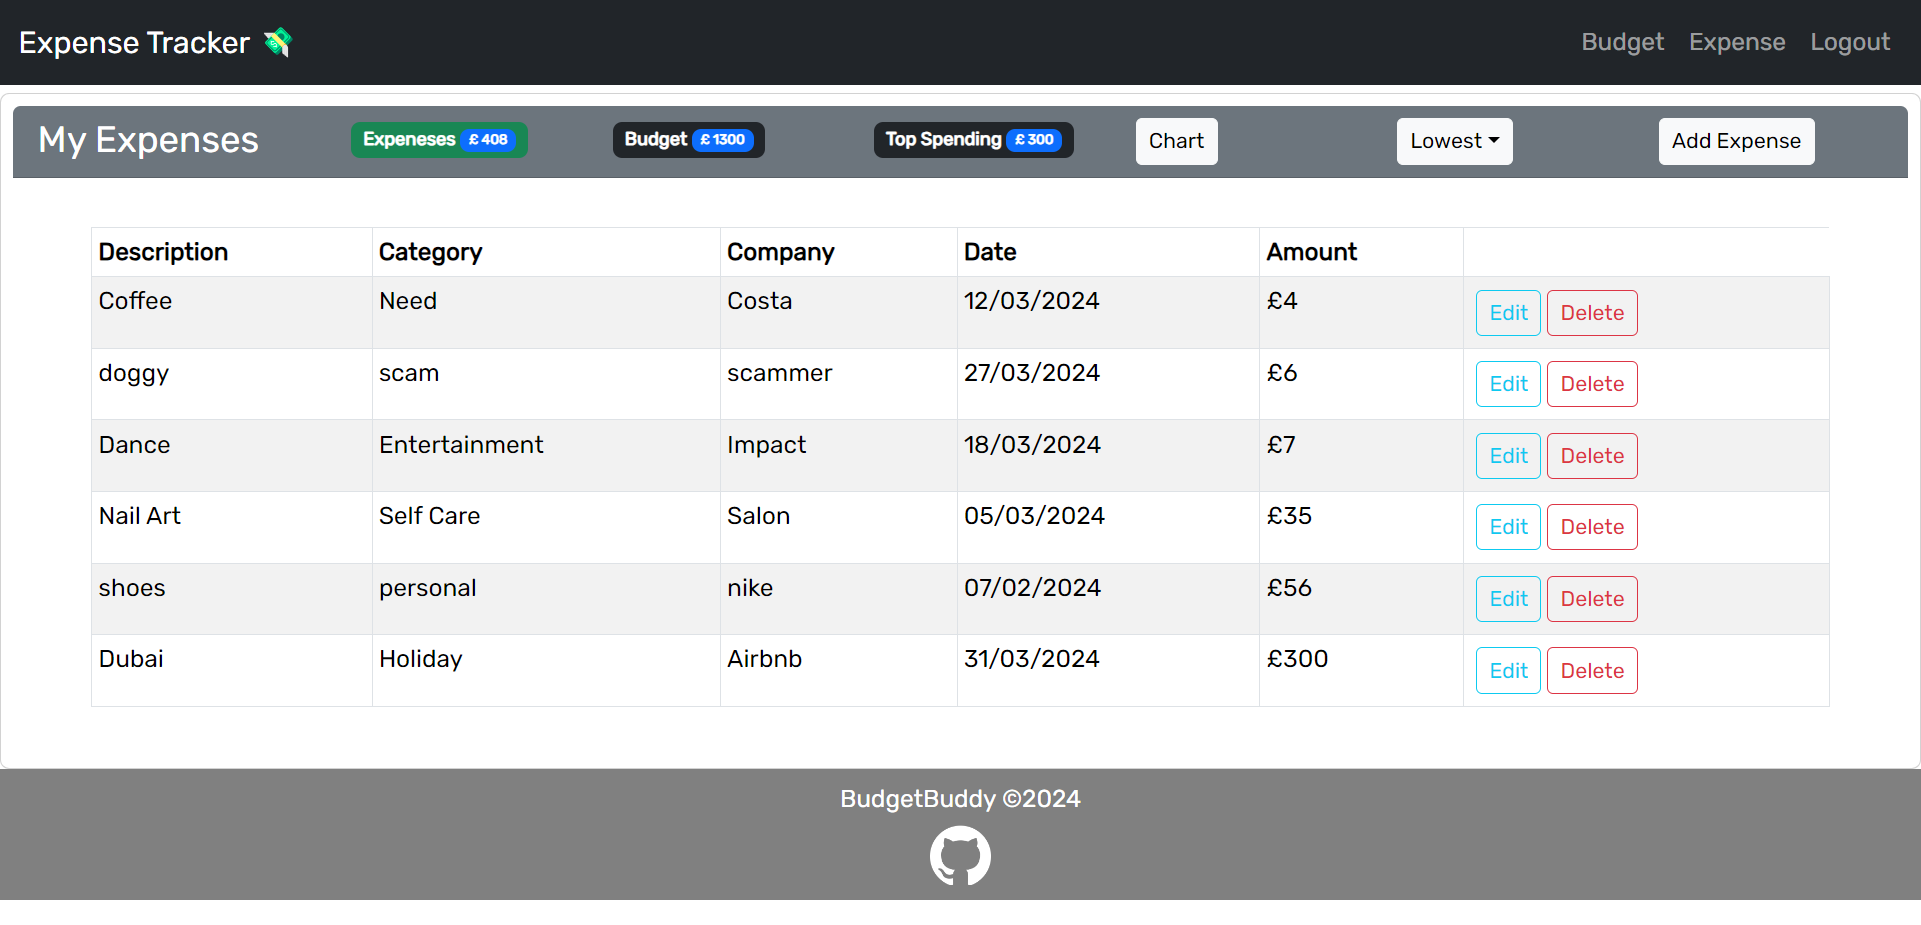 Expense Tracker 💸 Budget Expense Logout
My Expenses Expeneses £ 408 Budget £ 1300 Top Spending £ 300 Chart Lowest Add Expense
Description Category Company Date Amount
Coffee Need Costa 12/03/2024 £4 Edit Delete
doggy scam scammer 27/03/2024 £6 Edit Delete
Dance Entertainment Impact 18/03/2024 £7 Edit Delete
Nail Art Self Care Salon 05/03/2024 £35 Edit Delete
shoes personal nike 07/02/2024 £56 Edit Delete
Dubai Holiday Airbnb 31/03/2024 £300 Edit Delete
BudgetBuddy ©2024